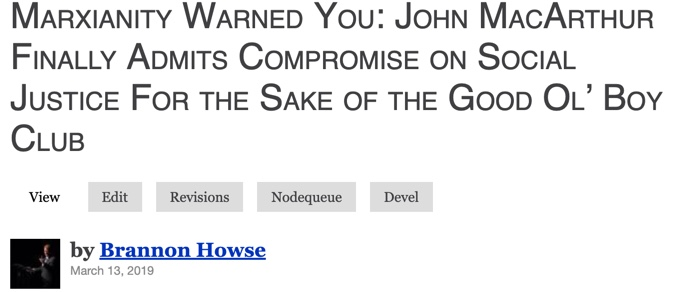 Marxianity Warned You: John MacArthur
Finally Admits Compromise on Social
Justice For the Sake of the Good Ol’ Boy
Club
View Edit Revisions Nodequeue Devel
by Brannon Howse
March 13, 2019